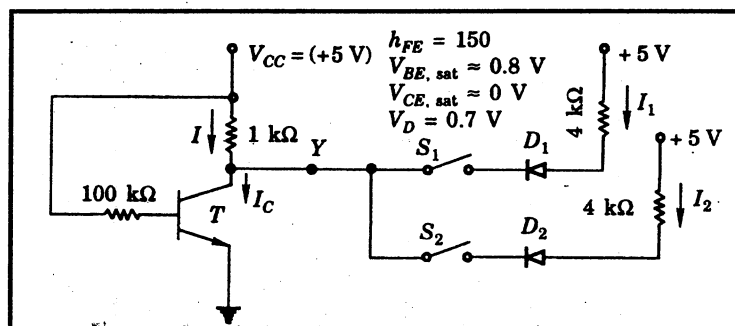 V_CC = (+5 V)
h_FE = 150
V_BE, sat ≈ 0.8 V
V_CE, sat ≈ 0 V
V_D = 0.7 V
+ 5 V
4 kΩ
I_1
I
1 kΩ
Y
S_1
D_1
+ 5 V
100 kΩ
T
I_C
4 kΩ
I_2
S_2
D_2